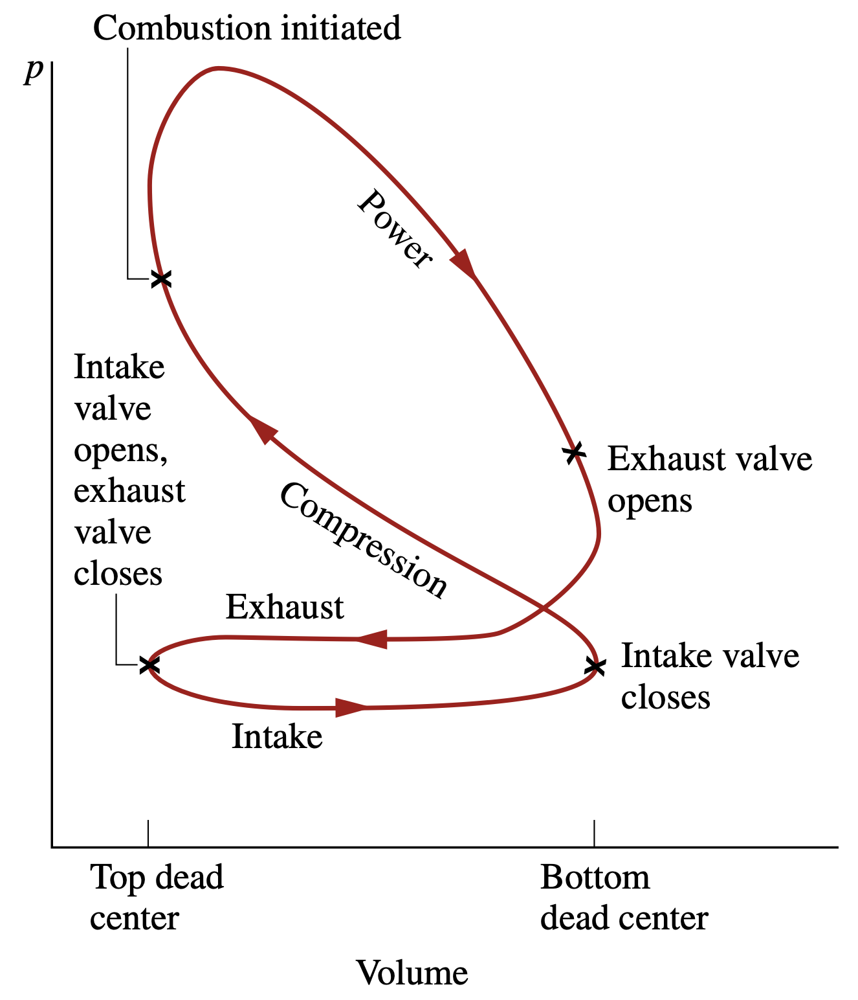 Combustion initiated
p
Power
Intake
valve
opens,
exhaust
valve
closes
Compression
Exhaust valve
opens
Exhaust
Intake valve
closes
Intake
Top dead
center
Bottom
dead center
Volume